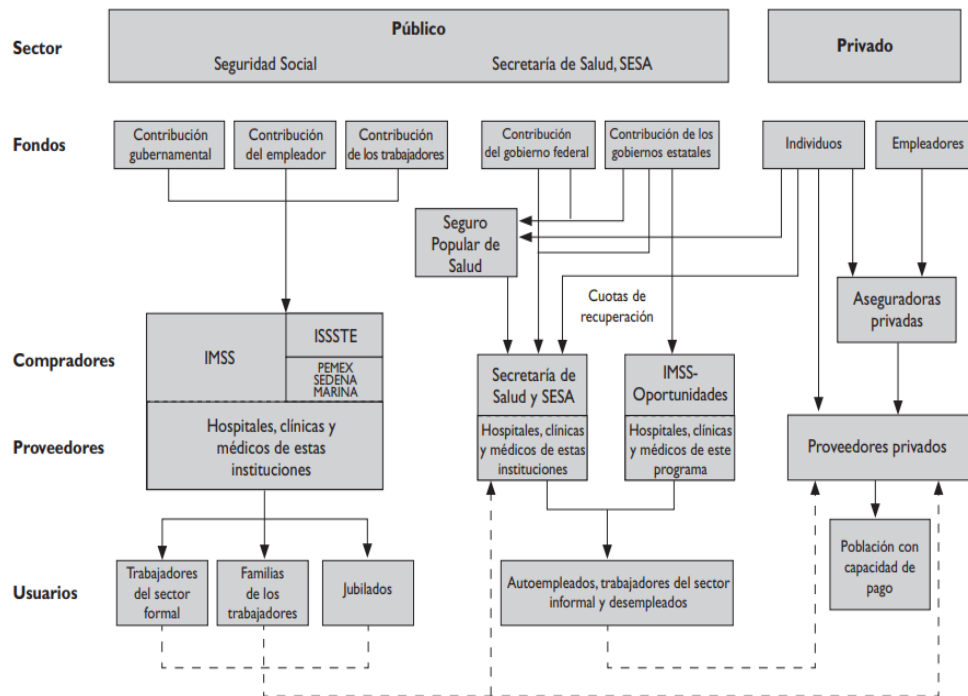 Sector
Público
Seguridad Social
Secretaría de Salud, SESA
Privado
Fondos
Contribución
gubernamental
Contribución
del empleador
Contribución
de los trabajadores
Contribución
del gobierno federal
Contribución de los
gobiernos estatales
Individuos
Empleadores
Seguro
Popular de
Salud
Cuotas de
recuperación
Aseguradoras
privadas
Compradores
IMSS
ISSSTE
PEMEX
SEDENA
MARINA
Secretaría de
Salud y SESA
IMSS-
Oportunidades
Proveedores
Hospitales, clínicas y
médicos de estas
instituciones
Hospitales, clínicas
y médicos de estas
instituciones
Hospitales, clínicas
y médicos de este
programa
Proveedores privados
Usuarios
Trabajadores
del sector
formal
Familias
de los
trabajadores
Jubilados
Autoempleados, trabajadores del sector
informal y desempleados
Población con
capacidad de
pago